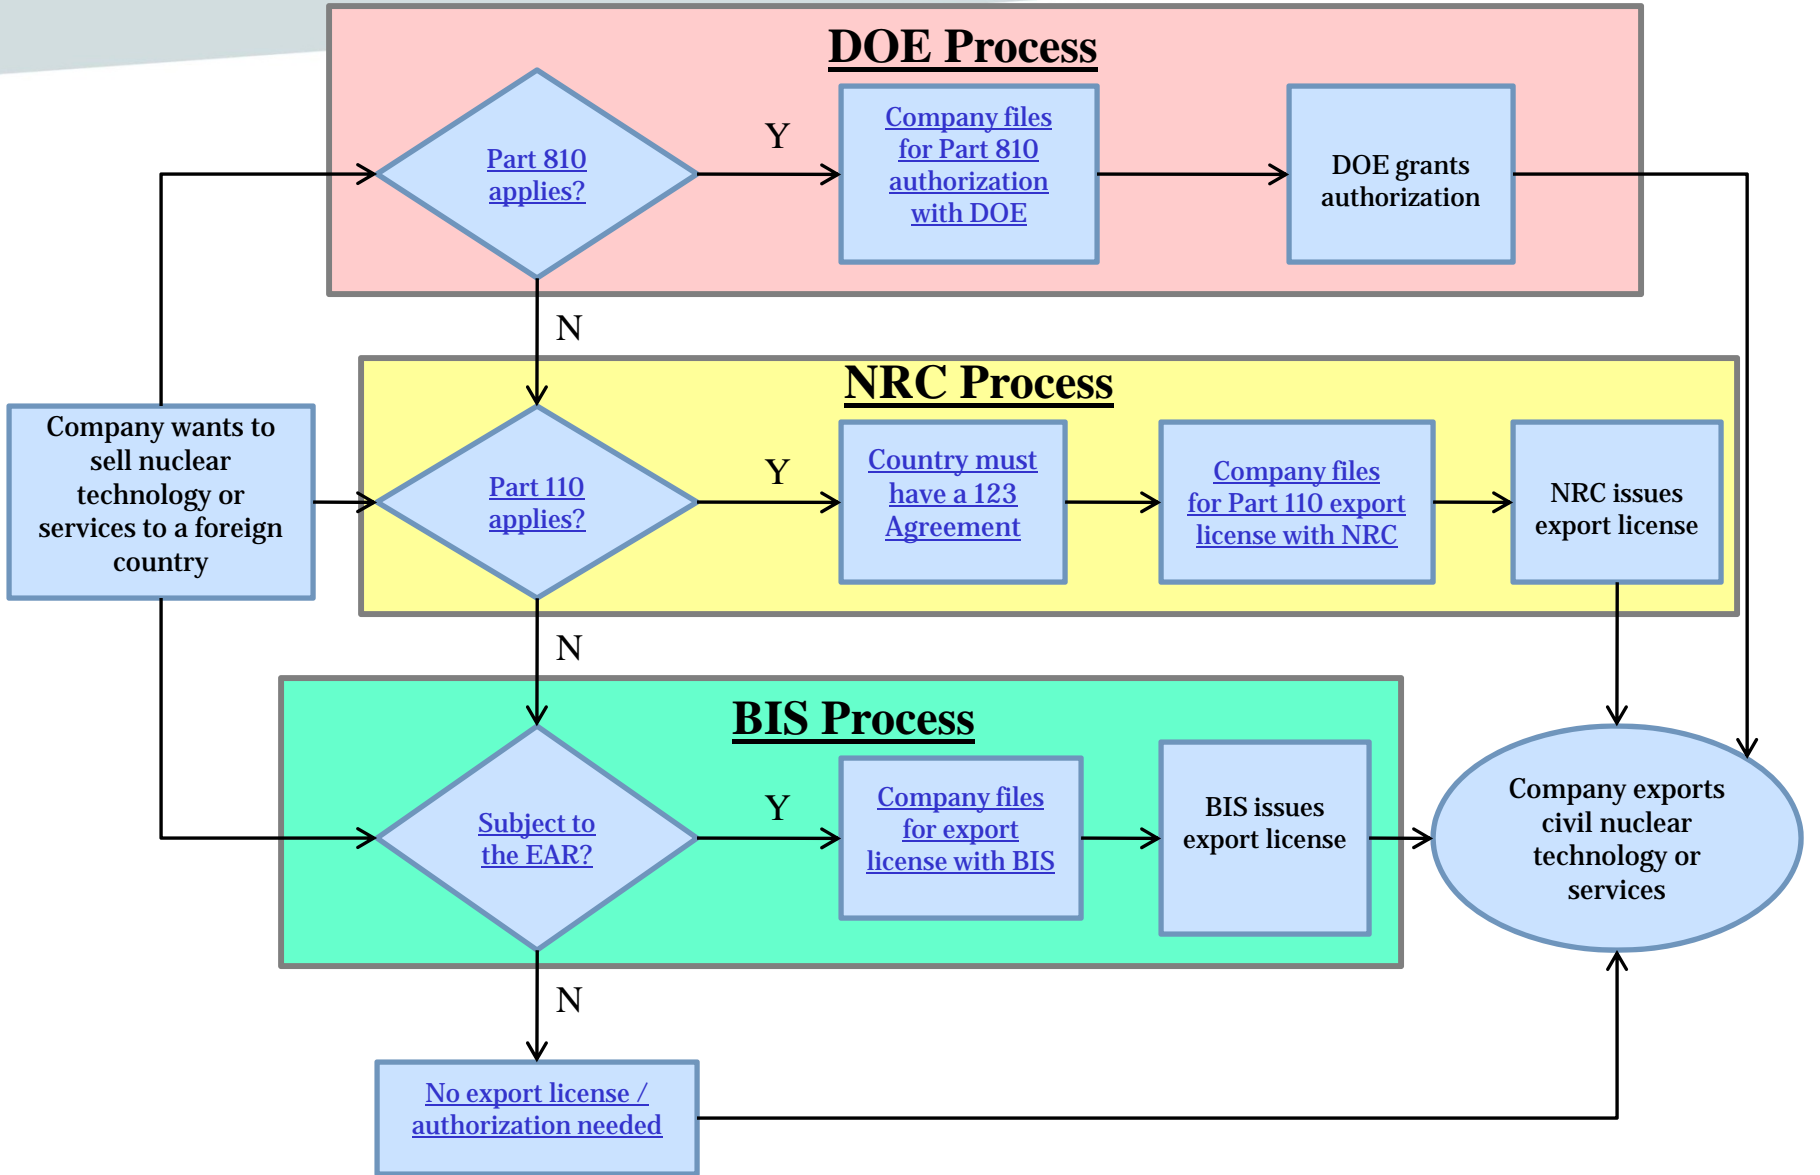 DOE Process
Part 810
applies?
Y
Company files
for Part 810
authorization
with DOE
DOE grants
authorization
N
NRC Process
Company wants to
sell nuclear
technology or
services to a foreign
country
Part 110
applies?
Y
Country must
have a 123
Agreement
Company files
for Part 110 export
license with NRC
NRC issues
export license
N
BIS Process
Subject to
the EAR?
Y
Company files
for export
license with BIS
BIS issues
export license
Company exports
civil nuclear
technology or
services
N
No export license /
authorization needed